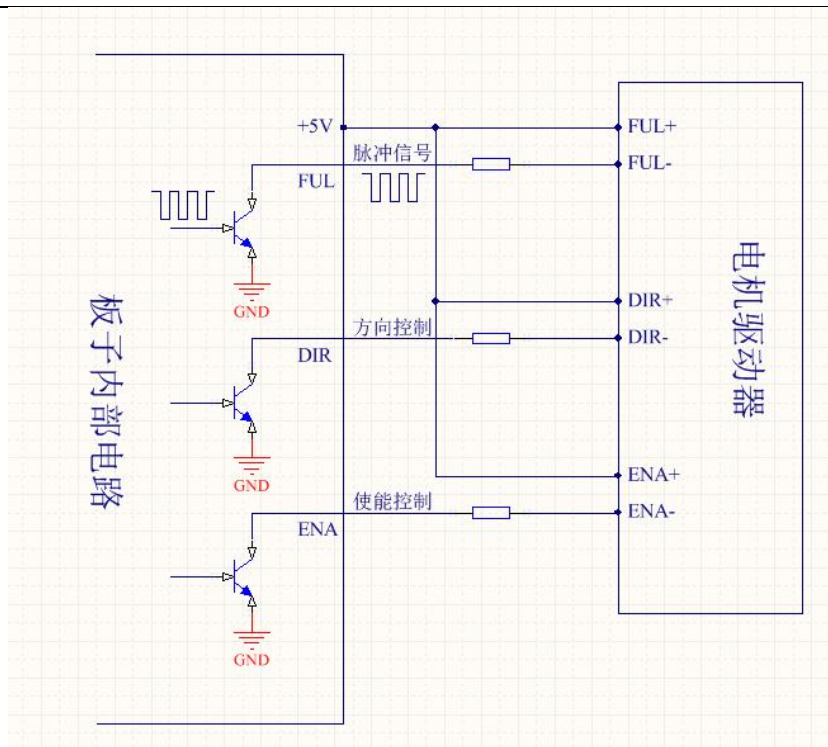 +5V
FUL+
脉冲信号
FUL-
FUL
GND
DIR+
方向控制
DIR-
DIR
GND
ENA+
使能控制
ENA-
ENA
GND
板子内部电路
电机驱动器